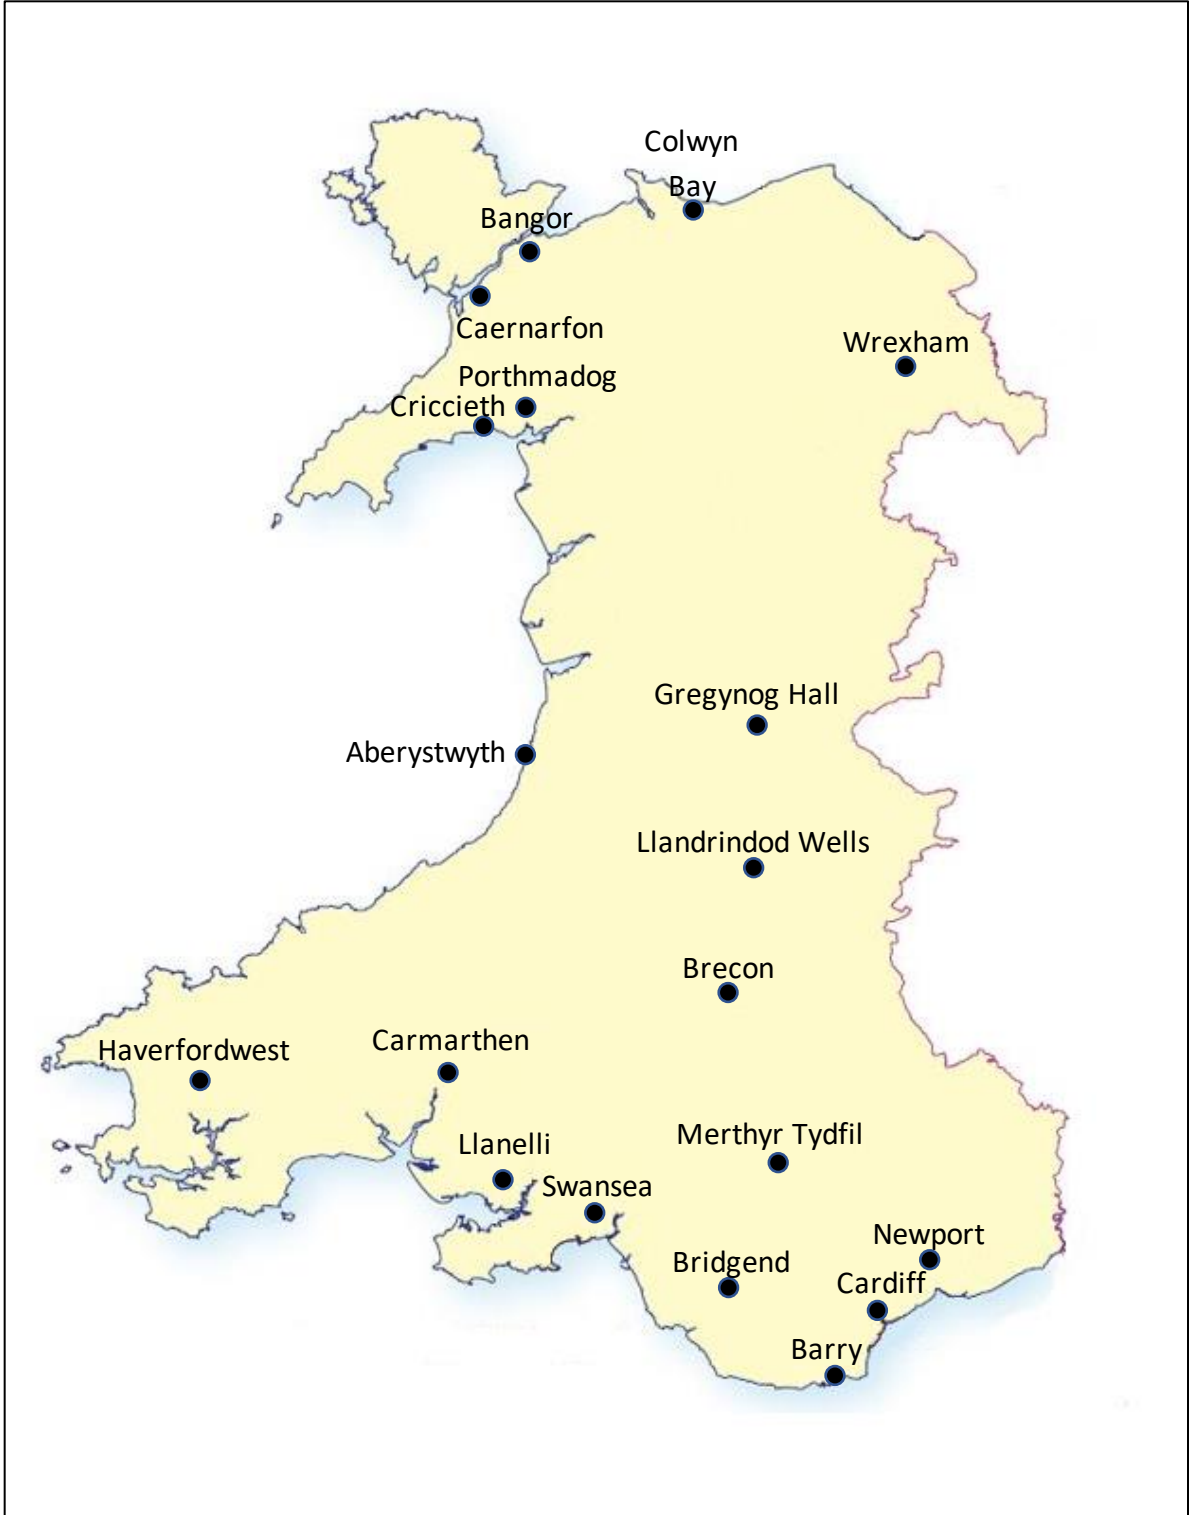 Colwyn
Bay
Bangor
Caernarfon
Wrexham
Porthmadog
Criccieth
Gregynog Hall
Aberystwyth
Llandrindod Wells
Brecon
Carmarthen
Haverfordwest
Merthyr Tydfil
Llanelli
Swansea
Newport
Bridgend
Cardiff
Barry